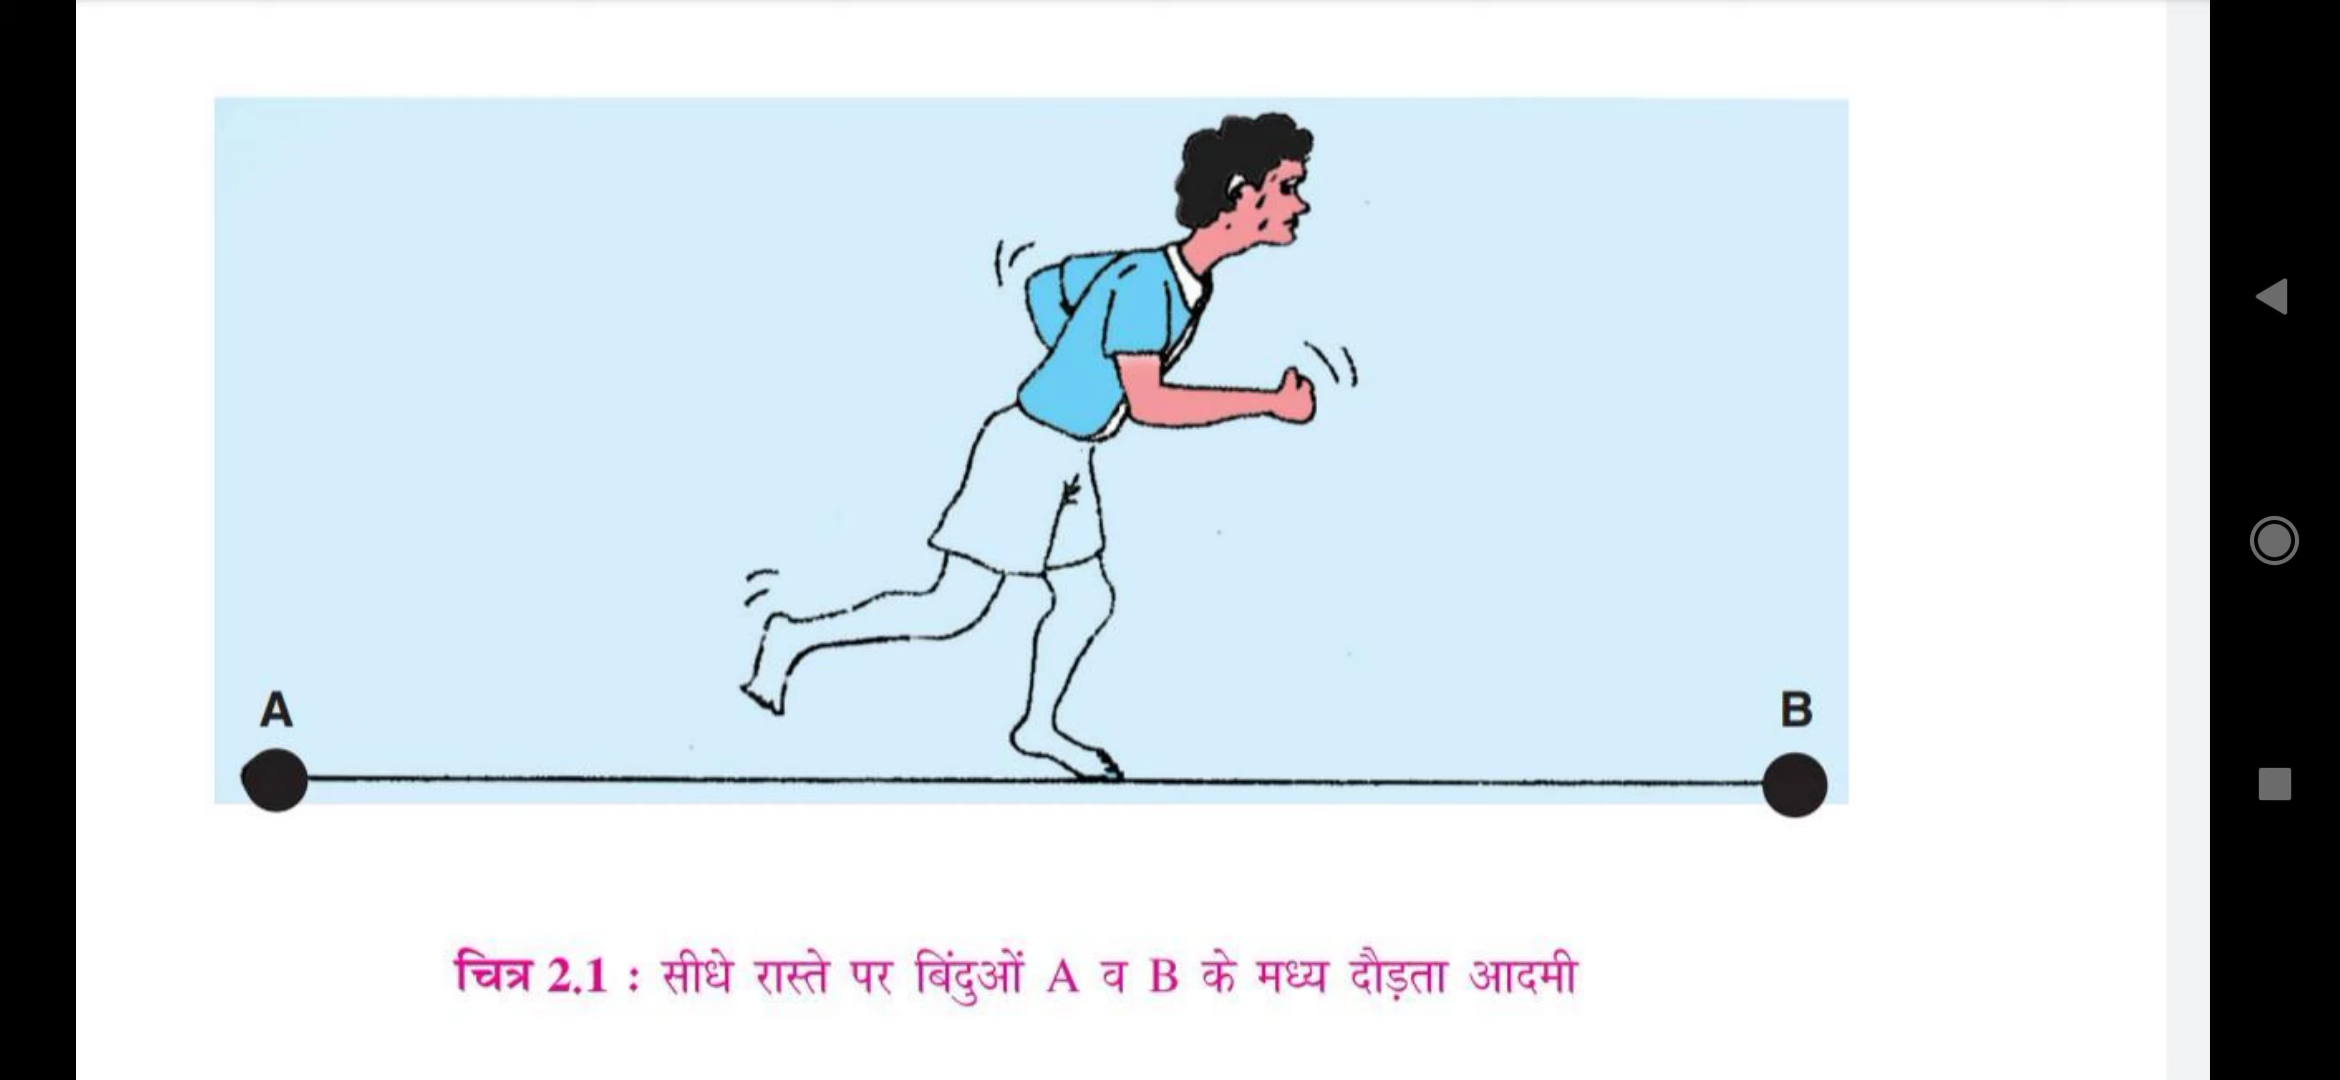 A
B
चित्र 2.1 : सीधे रास्ते पर बिंदुओं A व B के मध्य दौड़ता आदमी